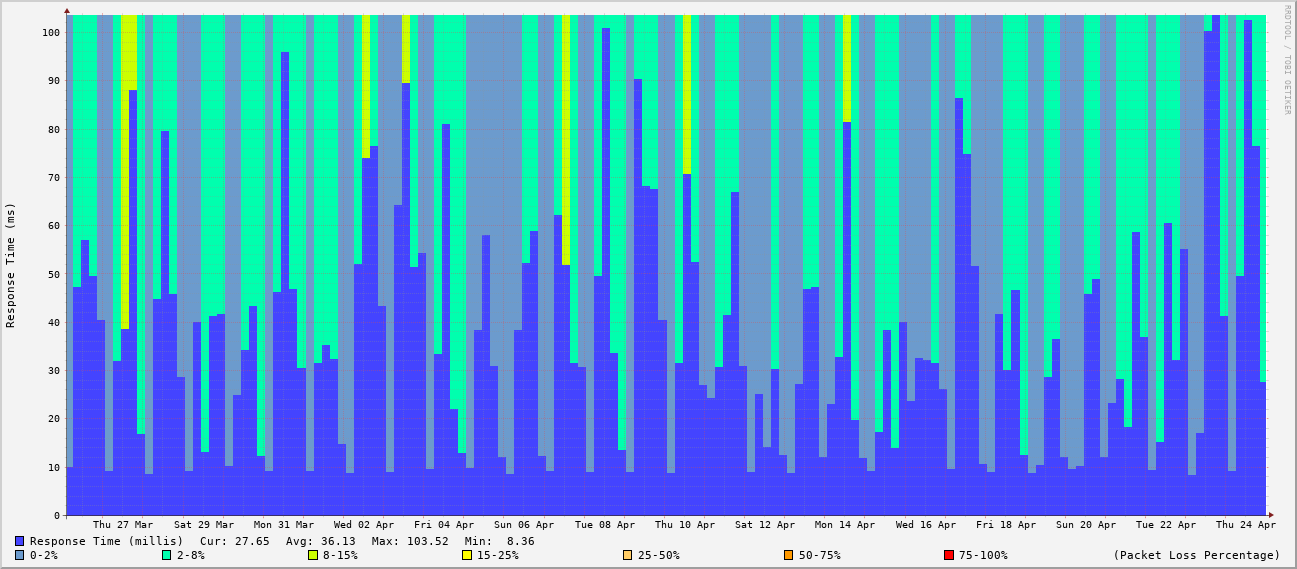 RRDTOOL / TOBI OETIKER
Response Time (ms)
100
90
80
70
60
50
40
30
20
10
0
Thu 27 Mar Sat 29 Mar Mon 31 Mar Wed 02 Apr Fri 04 Apr Sun 06 Apr Tue 08 Apr Thu 10 Apr Sat 12 Apr Mon 14 Apr Wed 16 Apr Fri 18 Apr Sun 20 Apr Tue 22 Apr Thu 24 Apr
Response Time (millis) Cur: 27.65 Avg: 36.13 Max: 103.52 Min: 8.36
0-2% 2-8% 8-15% 15-25% 25-50% 50-75% 75-100% (Packet Loss Percentage)